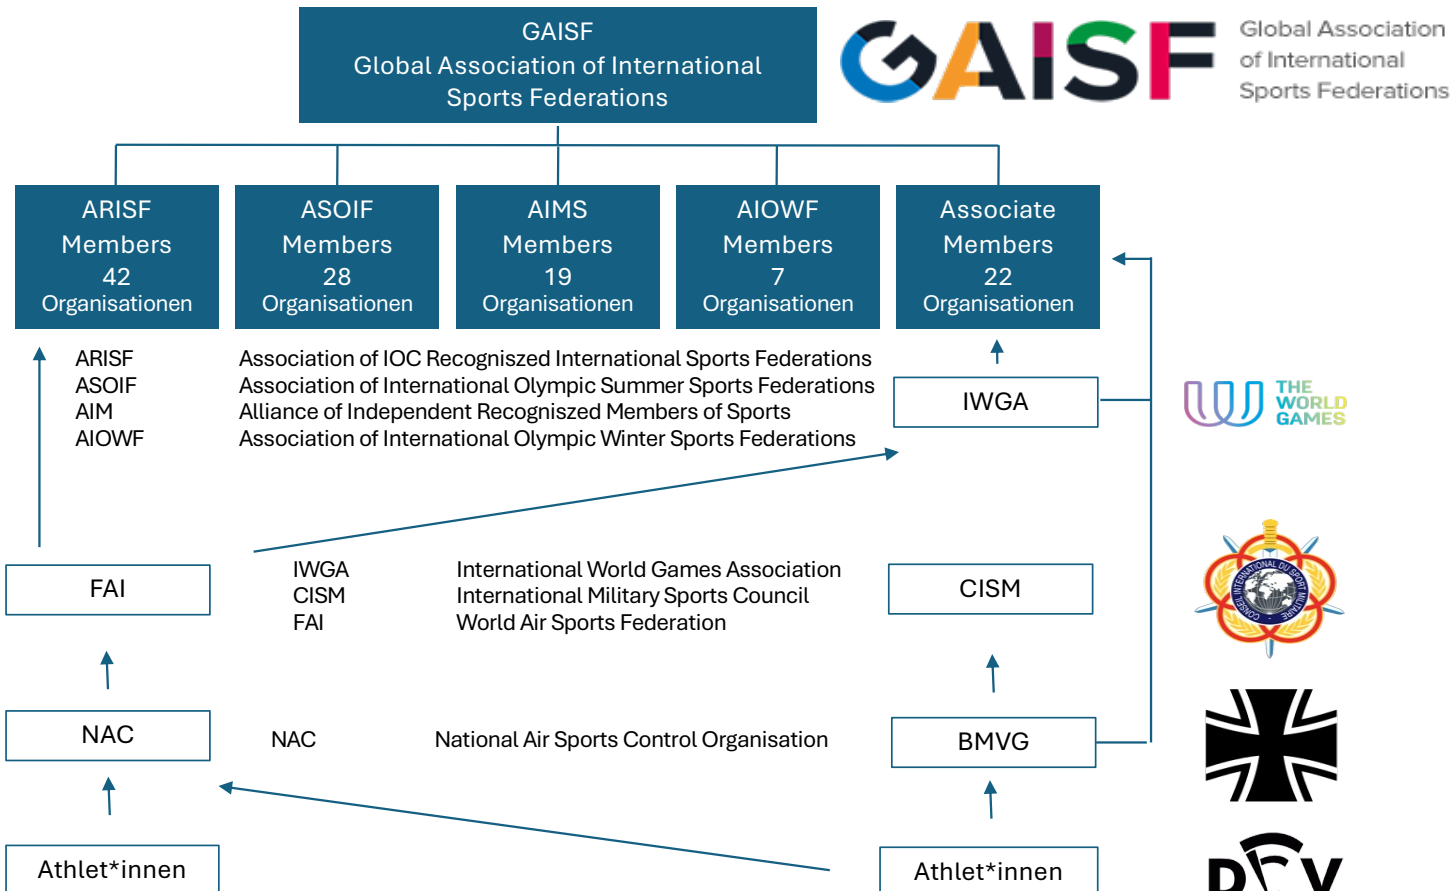 GAISF
Global Association of International
Sports Federations
GAISF
Global Association
of International
Sports Federations
ARISF
Members
42
Organisationen
ASOIF
Members
28
Organisationen
AIMS
Members
19
Organisationen
AIOWF
Members
7
Organisationen
Associate
Members
22
Organisationen
ARISF Association of IOC Recogniszed International Sports Federations
ASOIF Association of International Olympic Summer Sports Federations
AIM Alliance of Independent Recogniszed Members of Sports
AIOWF Association of International Olympic Winter Sports Federations
IWGA
THE
WORLD
GAMES
FAI
IWGA International World Games Association
CISM International Military Sports Council
FAI World Air Sports Federation
CISM
CONSEIL INTERNATIONAL DU SPORT MILITAIRE
NAC
NAC National Air Sports Control Organisation
BMVG
Athlet*innen
Athlet*innen